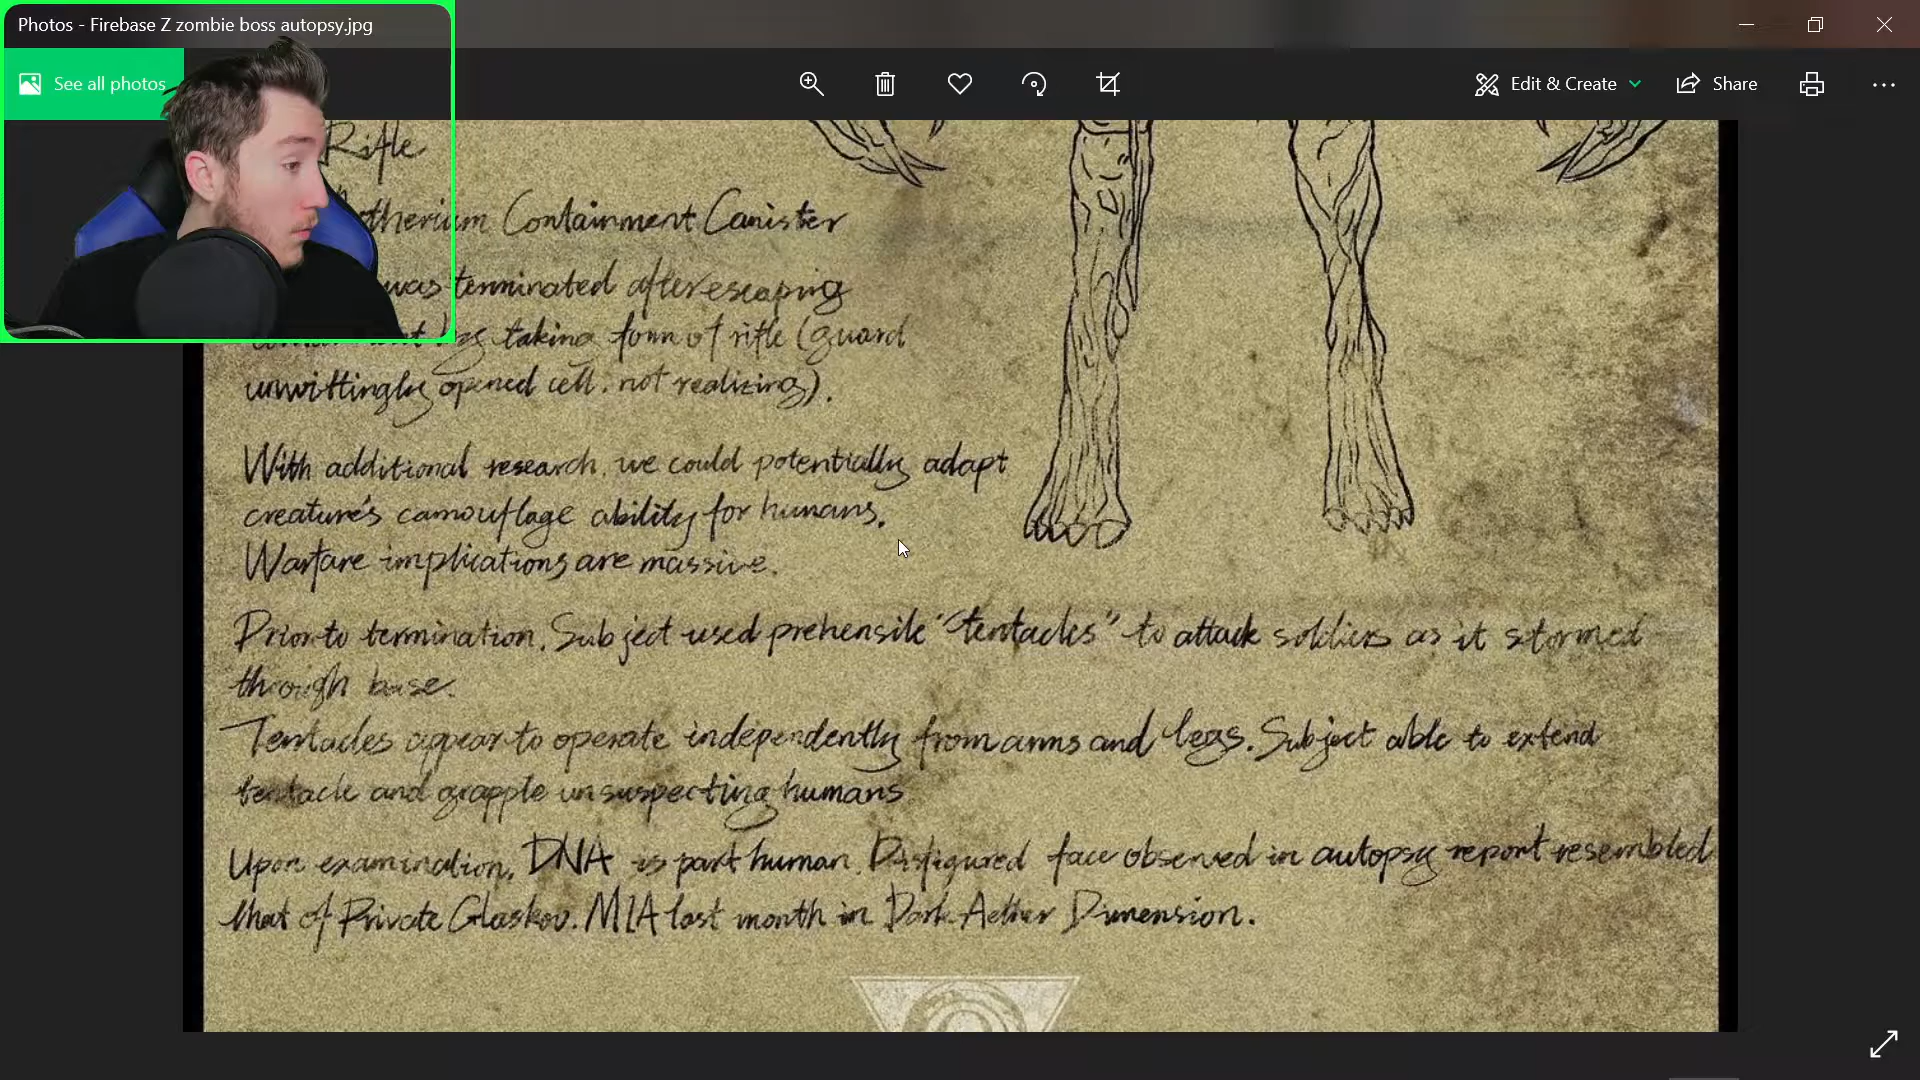 Photos - Firebase Z zombie boss autopsy.jpg
See all photos
Edit & Create
Share
Rifle
Containment Canister
was terminated after escaping
taking form of rifle (guard
unwittingly opened cell, not realizing).
With additional research, we could potentially adapt
creature's camouflage ability for humans.
Warfare implications are massive.
Prior to termination, Subject used prehensile "tentacles" to attack soldiers as it stormed
through base.
Tentacles appear to operate independently from arms and legs. Subject able to extend
tentacle and grapple unsuspecting humans
Upon examination, DNA is part human. Disfigured face observed in autopsy report resembled
that of Private Glaskov. MIA last month in Dark Aether Dimension.